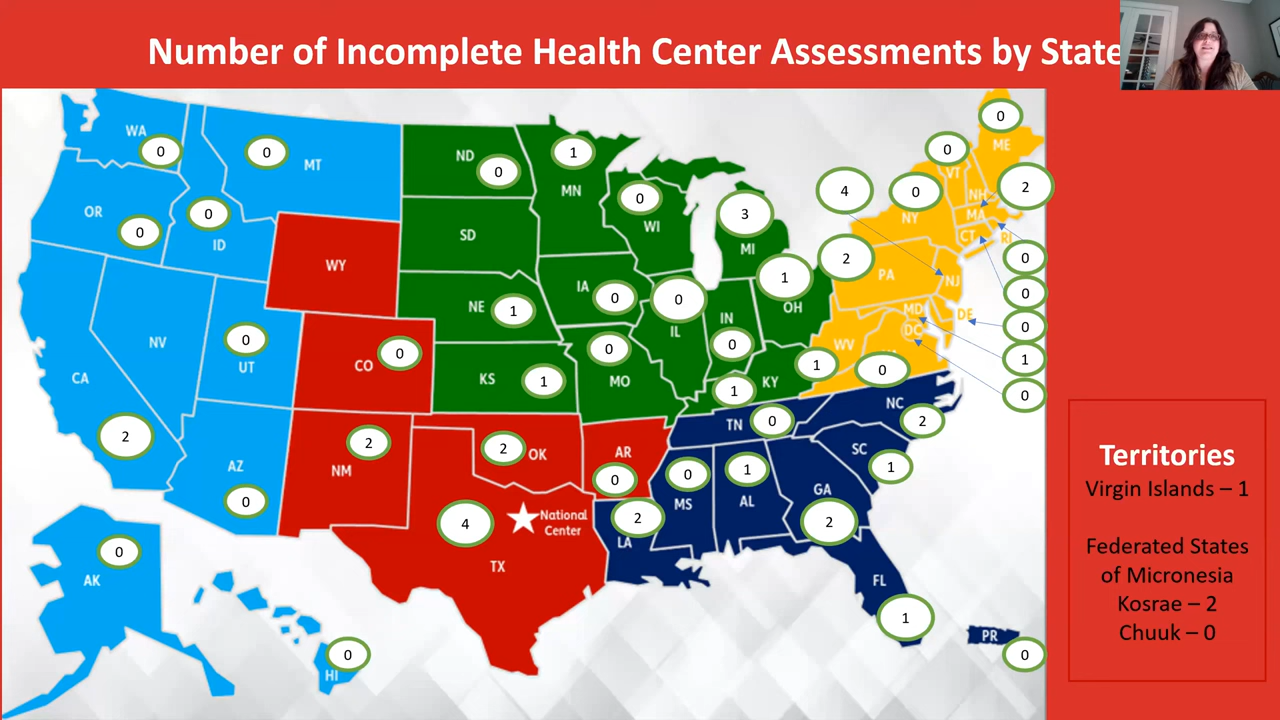 Number of Incomplete Health Center Assessments by State
WA
0
0
MT
ND
0
1
MN
0
WI
3
MI
4
0
NY
0
VT
0
ME
NH
2
MA
CT
RI
OR
0
0
ID
WY
SD
NE
1
IA
0
0
IL
IN
0
1
OH
2
PA
NJ
MD
DE
DC
0
0
0
1
0
NV
0
UT
CO
0
KS
1
0
MO
1
KY
1
WV
0
CA
2
AZ
0
NM
2
2
OK
AR
0
TN
0
NC
2
SC
1
0
MS
1
AL
GA
2
4
National
Center
TX
2
LA
FL
1
PR
0
0
AK
0
HI
Territories
Virgin Islands – 1
Federated States
of Micronesia
Kosrae – 2
Chuuk – 0